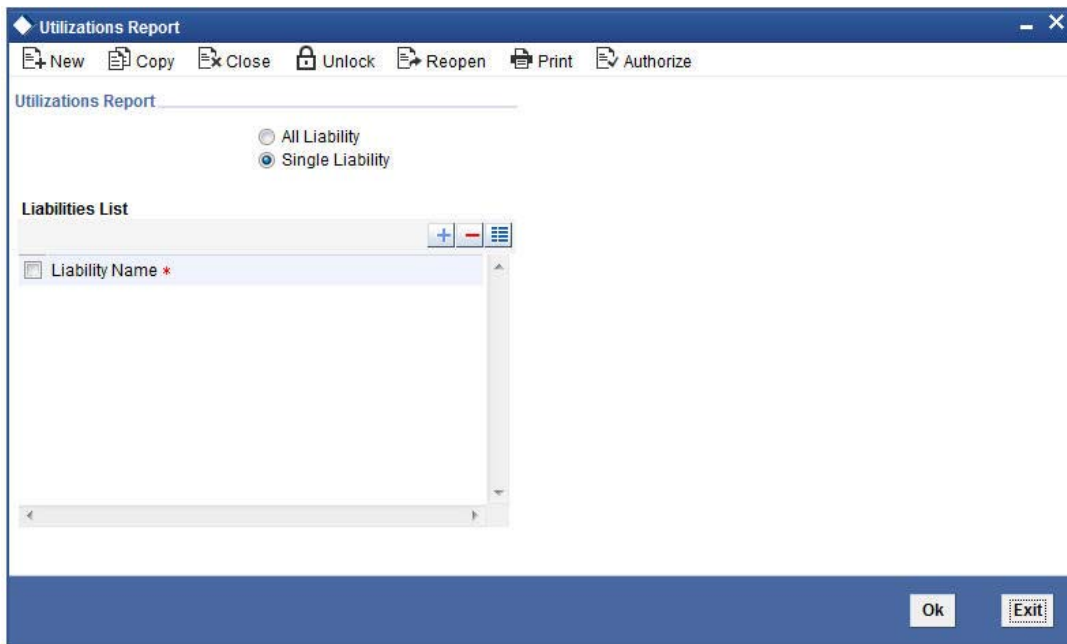 Utilizations Report
New Copy Close Unlock Reopen Print Authorize
Utilizations Report
All Liability
Single Liability
Liabilities List
Liability Name *
Ok Exit